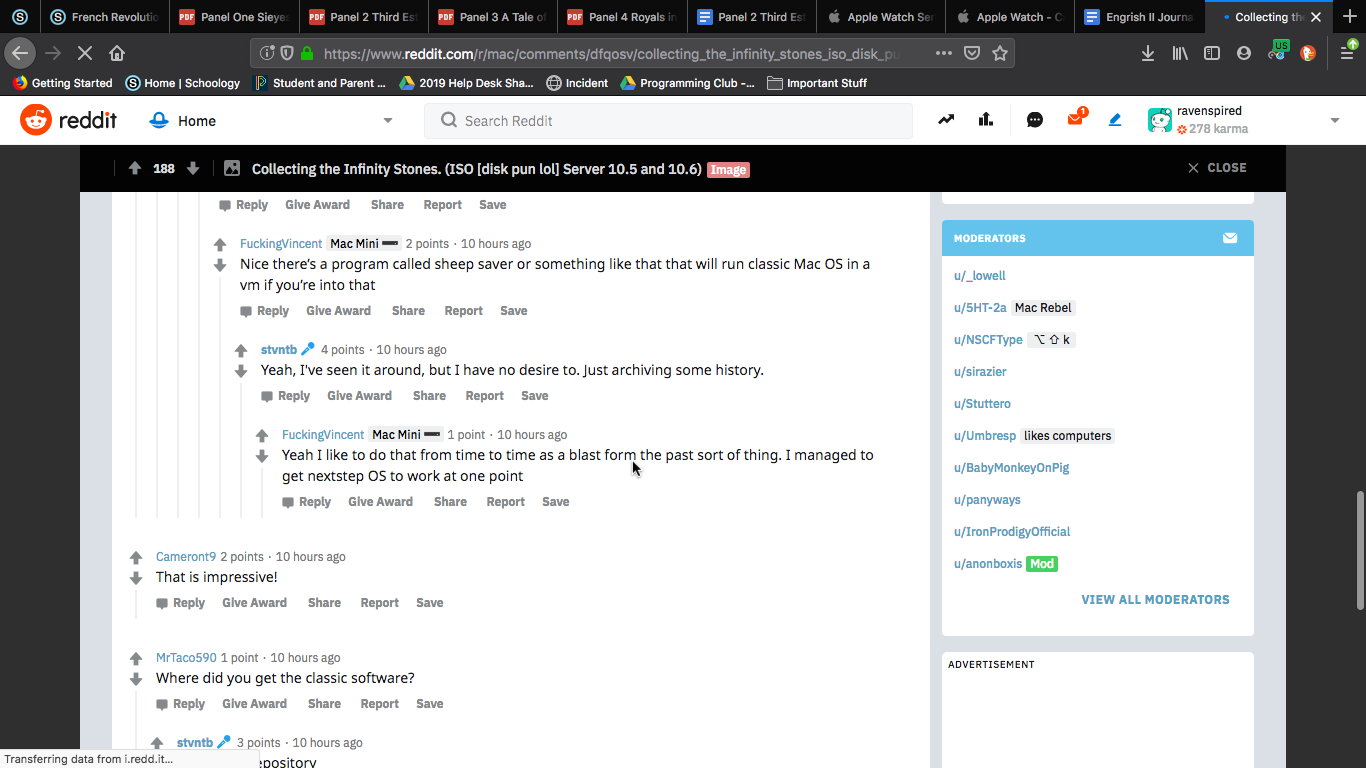 French Revolutio
Panel One Sieyes
Panel 2 Third Est
Panel 3 A Tale of
Panel 4 Royals in
Panel 2 Third Est
Apple Watch Ser
Apple Watch - C
Engrish II Journa
Collecting the
https://www.reddit.com/r/mac/comments/dfqosv/collecting_the_infinity_stones_iso_disk_pu
US
Getting Started
Home | Schoology
Student and Parent ...
2019 Help Desk Sha...
Incident
Programming Club -...
Important Stuff
reddit
Home
Search Reddit
1
ravenspired
278 karma
188
Collecting the Infinity Stones. (ISO [disk pun lol] Server 10.5 and 10.6) Image
CLOSE
Reply Give Award Share Report Save
FuckingVincent Mac Mini 2 points · 10 hours ago
Nice there’s a program called sheep saver or something like that that will run classic Mac OS in a
vm if you’re into that
Reply Give Award Share Report Save
stvntb 4 points · 10 hours ago
Yeah, I've seen it around, but I have no desire to. Just archiving some history.
Reply Give Award Share Report Save
FuckingVincent Mac Mini 1 point · 10 hours ago
Yeah I like to do that from time to time as a blast form the past sort of thing. I managed to
get nextstep OS to work at one point
Reply Give Award Share Report Save
Cameront9 2 points · 10 hours ago
That is impressive!
Reply Give Award Share Report Save
MrTaco590 1 point · 10 hours ago
Where did you get the classic software?
Reply Give Award Share Report Save
stvntb 3 points · 10 hours ago
epository
Transferring data from i.redd.it...
MODERATORS
u/_lowell
u/5HT-2a Mac Rebel
u/NSCFType ⌥ ⇧ k
u/sirazier
u/Stuttero
u/Umbresp likes computers
u/BabyMonkeyOnPig
u/panyways
u/IronProdigyOfficial
u/anonboxis Mod
VIEW ALL MODERATORS
ADVERTISEMENT